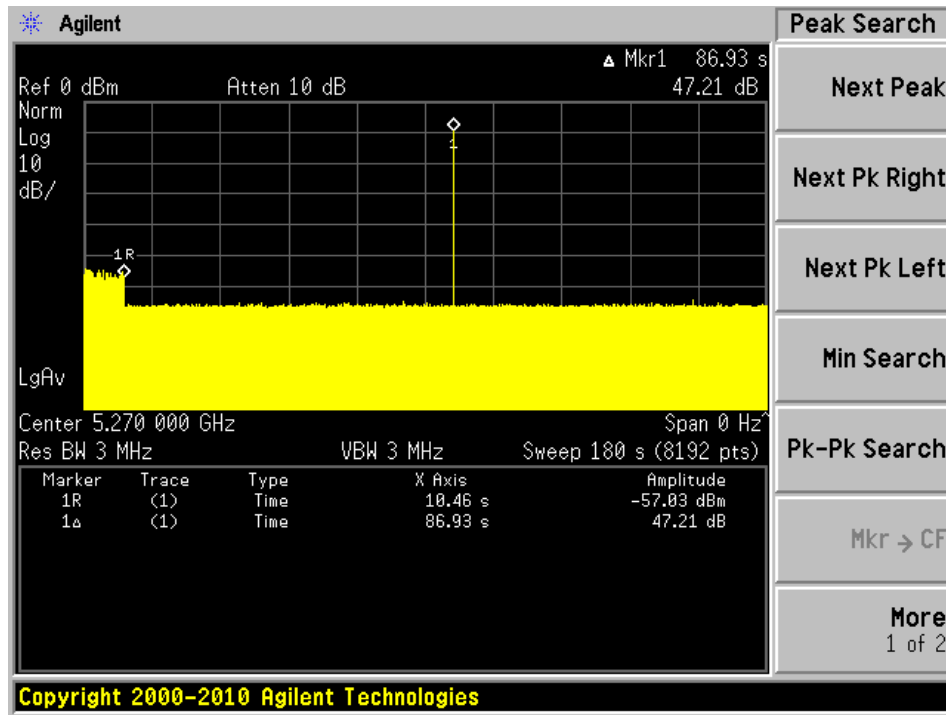 Agilent
Peak Search
Δ Mkr1 86.93 s
Ref 0 dBm Atten 10 dB 47.21 dB
Norm
Log
10
dB/
1
1R
LgAv
Center 5.270 000 GHz Span 0 Hz^
Res BW 3 MHz VBW 3 MHz Sweep 180 s (8192 pts)
Marker Trace Type X Axis Amplitude
1R (1) Time 10.46 s -57.03 dBm
1Δ (1) Time 86.93 s 47.21 dB
Next Peak
Next Pk Right
Next Pk Left
Min Search
Pk-Pk Search
Mkr → CF
More
1 of 2
Copyright 2000-2010 Agilent Technologies